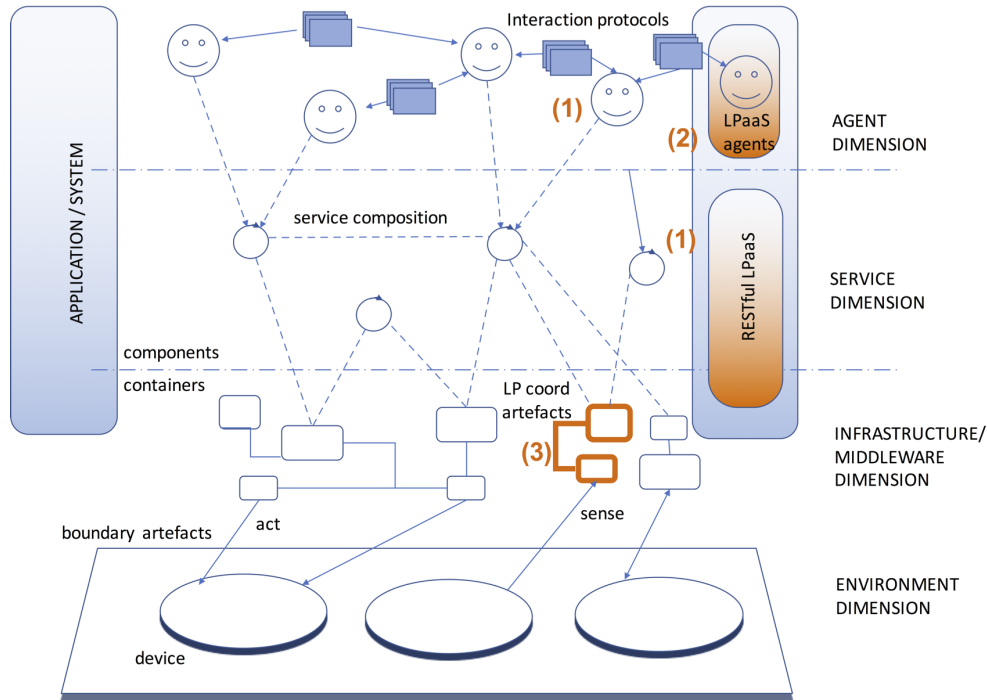 Interaction protocols
(1)
(2)
LPaaS
agents
AGENT
DIMENSION
APPLICATION / SYSTEM
service composition
(1)
RESTful LPaaS
SERVICE
DIMENSION
components
containers
LP coord
artefacts
(3)
INFRASTRUCTURE/
MIDDLEWARE
DIMENSION
boundary artefacts
act
sense
ENVIRONMENT
DIMENSION
device